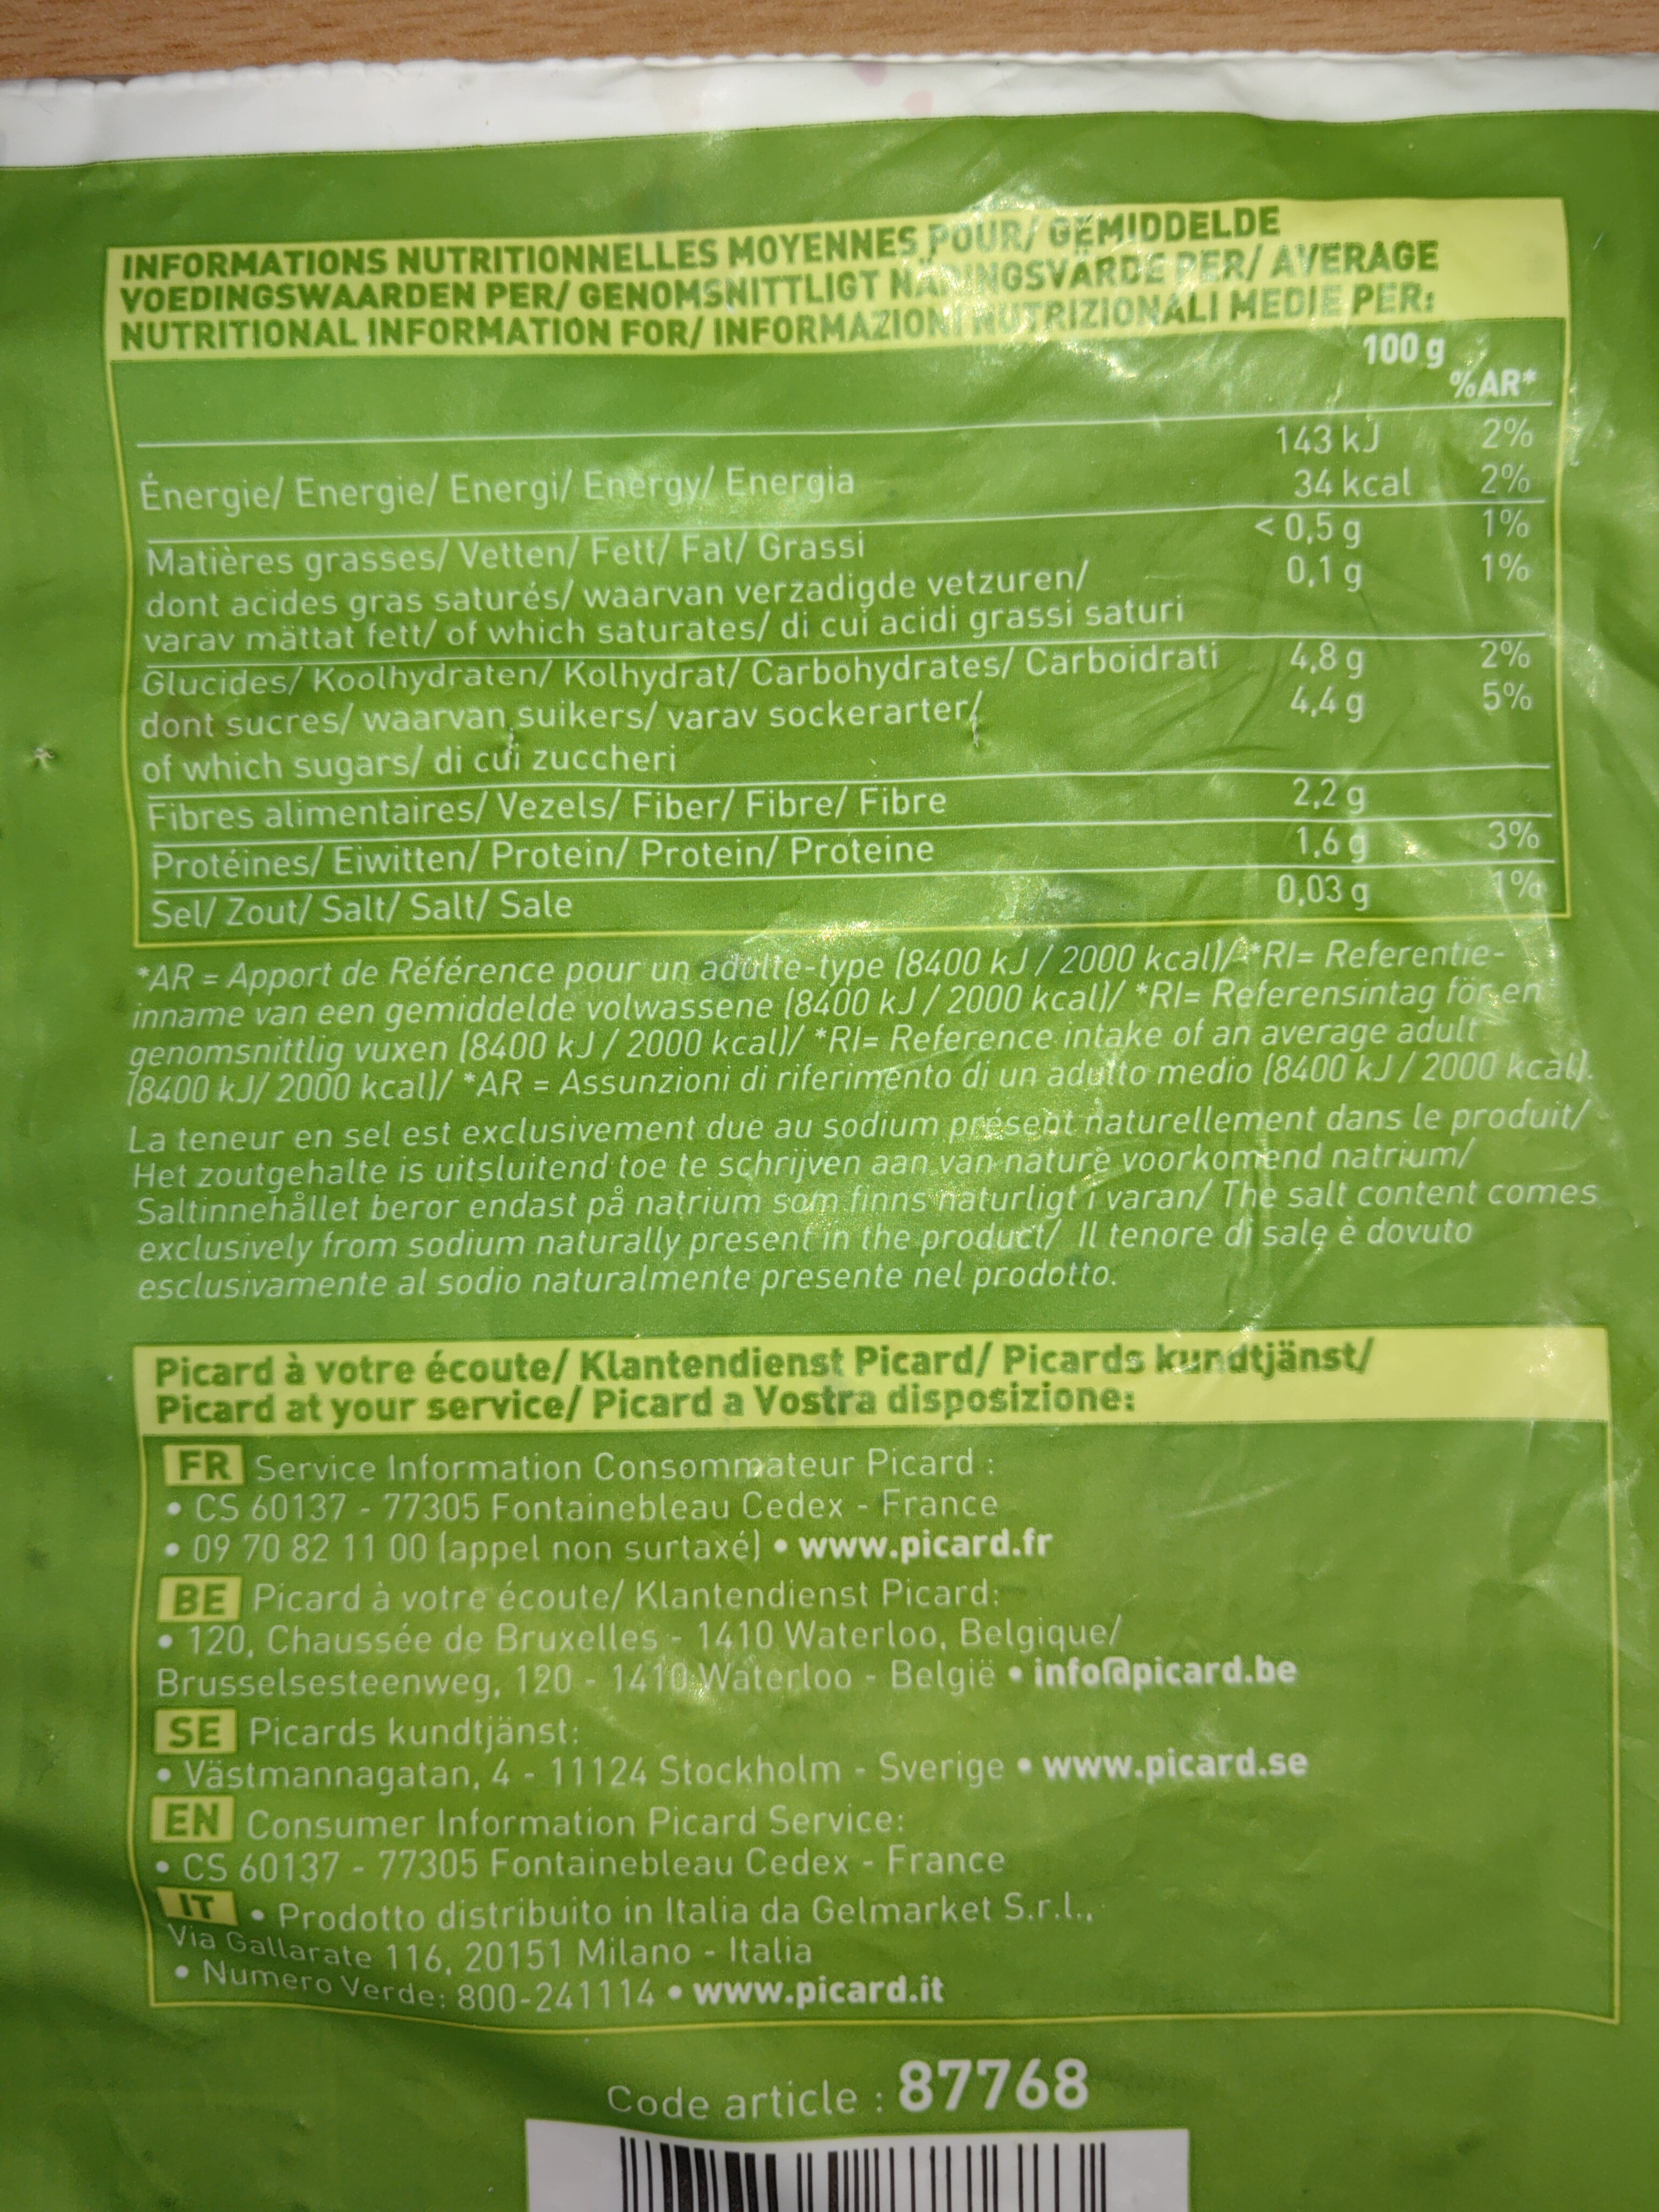 INFORMATIONS NUTRITIONNELLES MOYENNES POUR/ GEMIDDELDE
VOEDINGSWAARDEN PER/ GENOMSNITTLIGT NÄRINGSVÄRDE PER/ AVERAGE
NUTRITIONAL INFORMATION FOR/ INFORMAZIONI NUTRIZIONALI MEDIE PER:
100 g
%AR*
143 kJ 2%
Énergie/ Energie/ Energi/ Energy/ Energia 34 kcal 2%
Matières grasses/ Vetten/ Fett/ Fat/ Grassi < 0,5 g 1%
dont acides gras saturés/ waarvan verzadigde vetzuren/ 0,1 g 1%
varav mättat fett/ of which saturates/ di cui acidi grassi saturi
Glucides/ Koolhydraten/ Kolhydrat/ Carbohydrates/ Carboidrati 4,8 g 2%
dont sucres/ waarvan suikers/ varav sockerarter/ 4,4 g 5%
of which sugars/ di cui zuccheri
Fibres alimentaires/ Vezels/ Fiber/ Fibre/ Fibre 2,2 g
Protéines/ Eiwitten/ Protein/ Protein/ Proteine 1,6 g 3%
Sel/ Zout/ Salt/ Salt/ Sale 0,03 g 1%
*AR = Apport de Référence pour un adulte-type (8400 kJ / 2000 kcal)/ *RI= Referentie-
inname van een gemiddelde volwassene (8400 kJ / 2000 kcal)/ *RI= Referensintag för en
genomsnittlig vuxen (8400 kJ / 2000 kcal)/ *RI= Reference intake of an average adult
(8400 kJ/ 2000 kcal)/ *AR = Assunzioni di riferimento di un adulto medio (8400 kJ / 2000 kcal).
La teneur en sel est exclusivement due au sodium présent naturellement dans le produit/
Het zoutgehalte is uitsluitend toe te schrijven aan van nature voorkomend natrium/
Saltinnehållet beror endast på natrium som finns naturligt i varan/ The salt content comes
exclusively from sodium naturally present in the product/ Il tenore di sale è dovuto
esclusivamente al sodio naturalmente presente nel prodotto.
Picard à votre écoute/ Klantendienst Picard/ Picards kundtjänst/
Picard at your service/ Picard a Vostra disposizione:
FR Service Information Consommateur Picard :
• CS 60137 - 77305 Fontainebleau Cedex - France
• 09 70 82 11 00 (appel non surtaxé) • www.picard.fr
BE Picard à votre écoute/ Klantendienst Picard:
• 120, Chaussée de Bruxelles - 1410 Waterloo, Belgique/
Brusselsesteenweg, 120 - 1410 Waterloo - België • info@picard.be
SE Picards kundtjänst:
• Västmannagatan, 4 - 11124 Stockholm - Sverige • www.picard.se
EN Consumer Information Picard Service:
• CS 60137 - 77305 Fontainebleau Cedex - France
IT • Prodotto distribuito in Italia da Gelmarket S.r.l.,
Via Gallarate 116, 20151 Milano - Italia
• Numero Verde: 800-241114 • www.picard.it
Code article : 87768